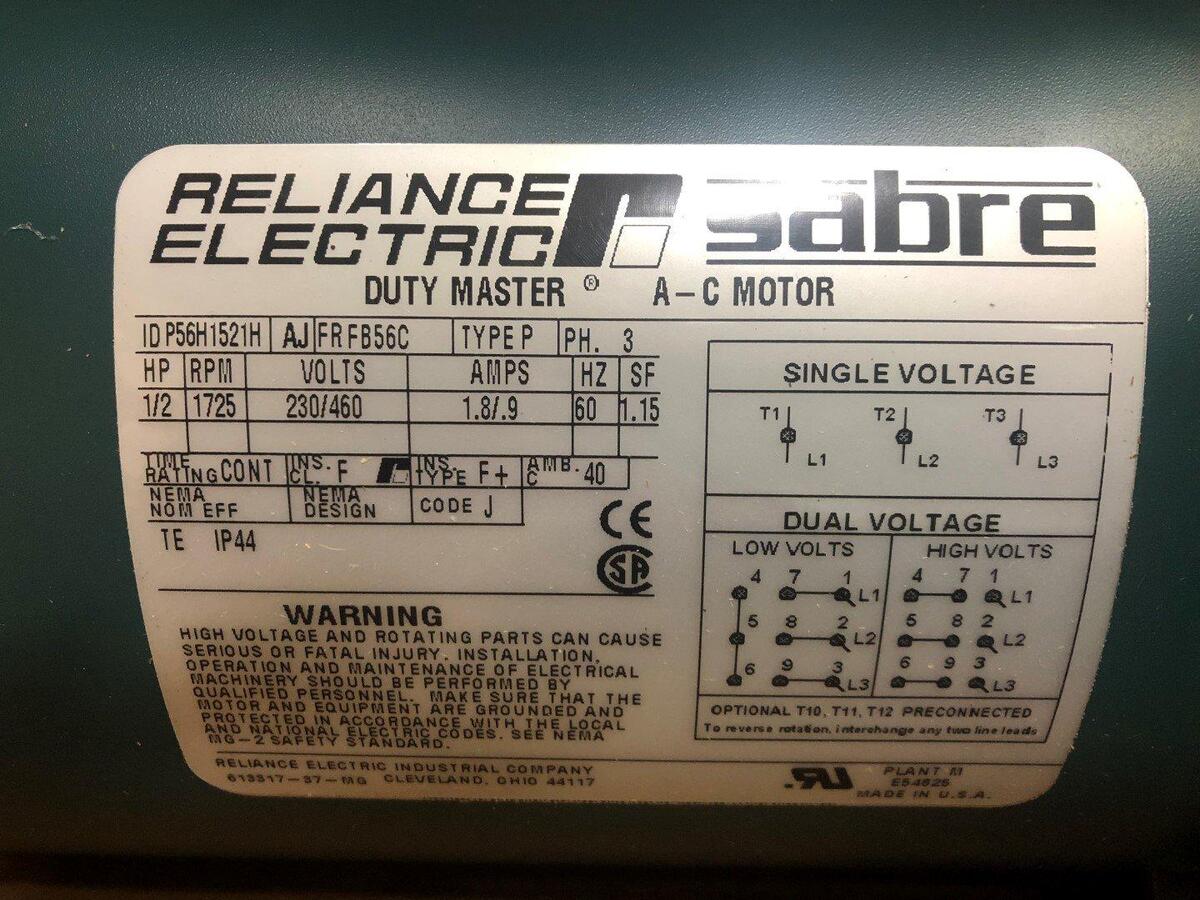 RELIANCE ELECTRIC sabre
DUTY MASTER ® A-C MOTOR
ID P56H1521H AJ FR FB56C TYPE P PH. 3
HP RPM VOLTS AMPS HZ SF
1/2 1725 230/460 1.8/.9 60 1.15
TIME RATING CONT INS. CL. F INS. TYPE F+ AMB. C 40
NEMA NOM EFF NEMA DESIGN CODE J
TE IP44
CE
SA
WARNING
HIGH VOLTAGE AND ROTATING PARTS CAN CAUSE
SERIOUS OR FATAL INJURY. INSTALLATION,
OPERATION AND MAINTENANCE OF ELECTRICAL
MACHINERY SHOULD BE PERFORMED BY
QUALIFIED PERSONNEL. MAKE SURE THAT THE
MOTOR AND EQUIPMENT ARE GROUNDED AND
PROTECTED IN ACCORDANCE WITH THE LOCAL
AND NATIONAL ELECTRIC CODES. SEE NEMA
MG-2 SAFETY STANDARD.
RELIANCE ELECTRIC INDUSTRIAL COMPANY
613317-37-MG CLEVELAND, OHIO 44117
SINGLE VOLTAGE
T1 T2 T3
L1 L2 L3
DUAL VOLTAGE
LOW VOLTS HIGH VOLTS
4 7 1 4 7 1
L1 L1
5 8 2 5 8 2
L2 L2
6 9 3 6 9 3
L3 L3
OPTIONAL T10, T11, T12 PRECONNECTED
To reverse rotation, interchange any two line leads
RU PLANT M
E54825
MADE IN U.S.A.